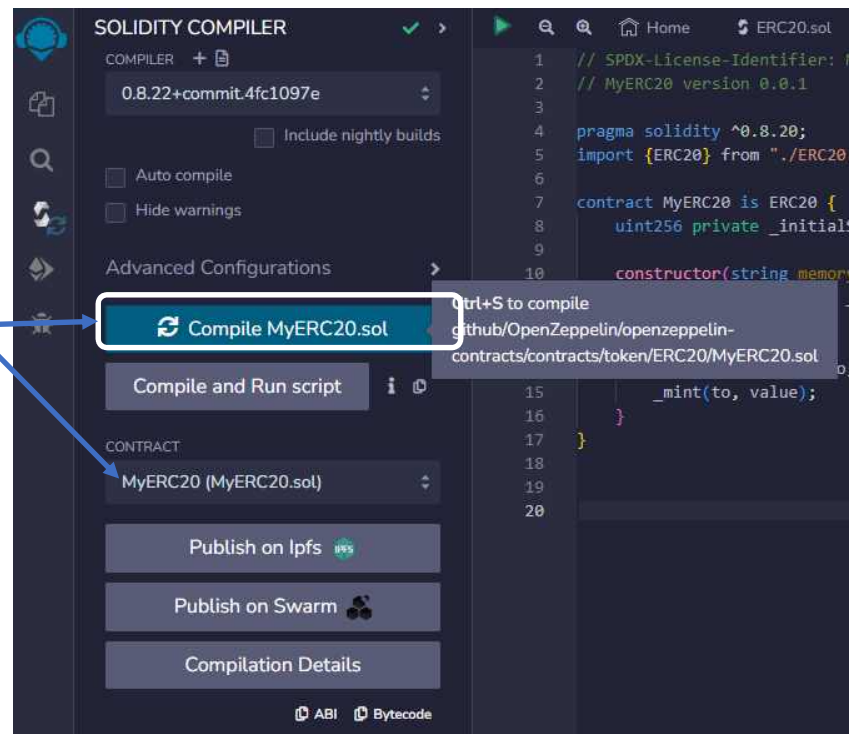 SOLIDITY COMPILER
COMPILER
0.8.22+commit.4fc1097e
Include nightly builds
Auto compile
Hide warnings
Advanced Configurations
Compile MyERC20.sol
Compile and Run script
CONTRACT
MyERC20 (MyERC20.sol)
Publish on Ipfs IPFS
Publish on Swarm
Compilation Details
ABI Bytecode
Home ERC20.sol
1 // SPDX-License-Identifier:
2 // MyERC20 version 0.0.1
3
4 pragma solidity ^0.8.20;
5 import {ERC20} from "./ERC20
6
7 contract MyERC20 is ERC20 {
8 uint256 private _initialS
9
10 constructor(string memory
Ctrl+S to compile
github/OpenZeppelin/openzeppelin-
contracts/contracts/token/ERC20/MyERC20.sol
15 _mint(to, value);
16 }
17 }
18
19
20